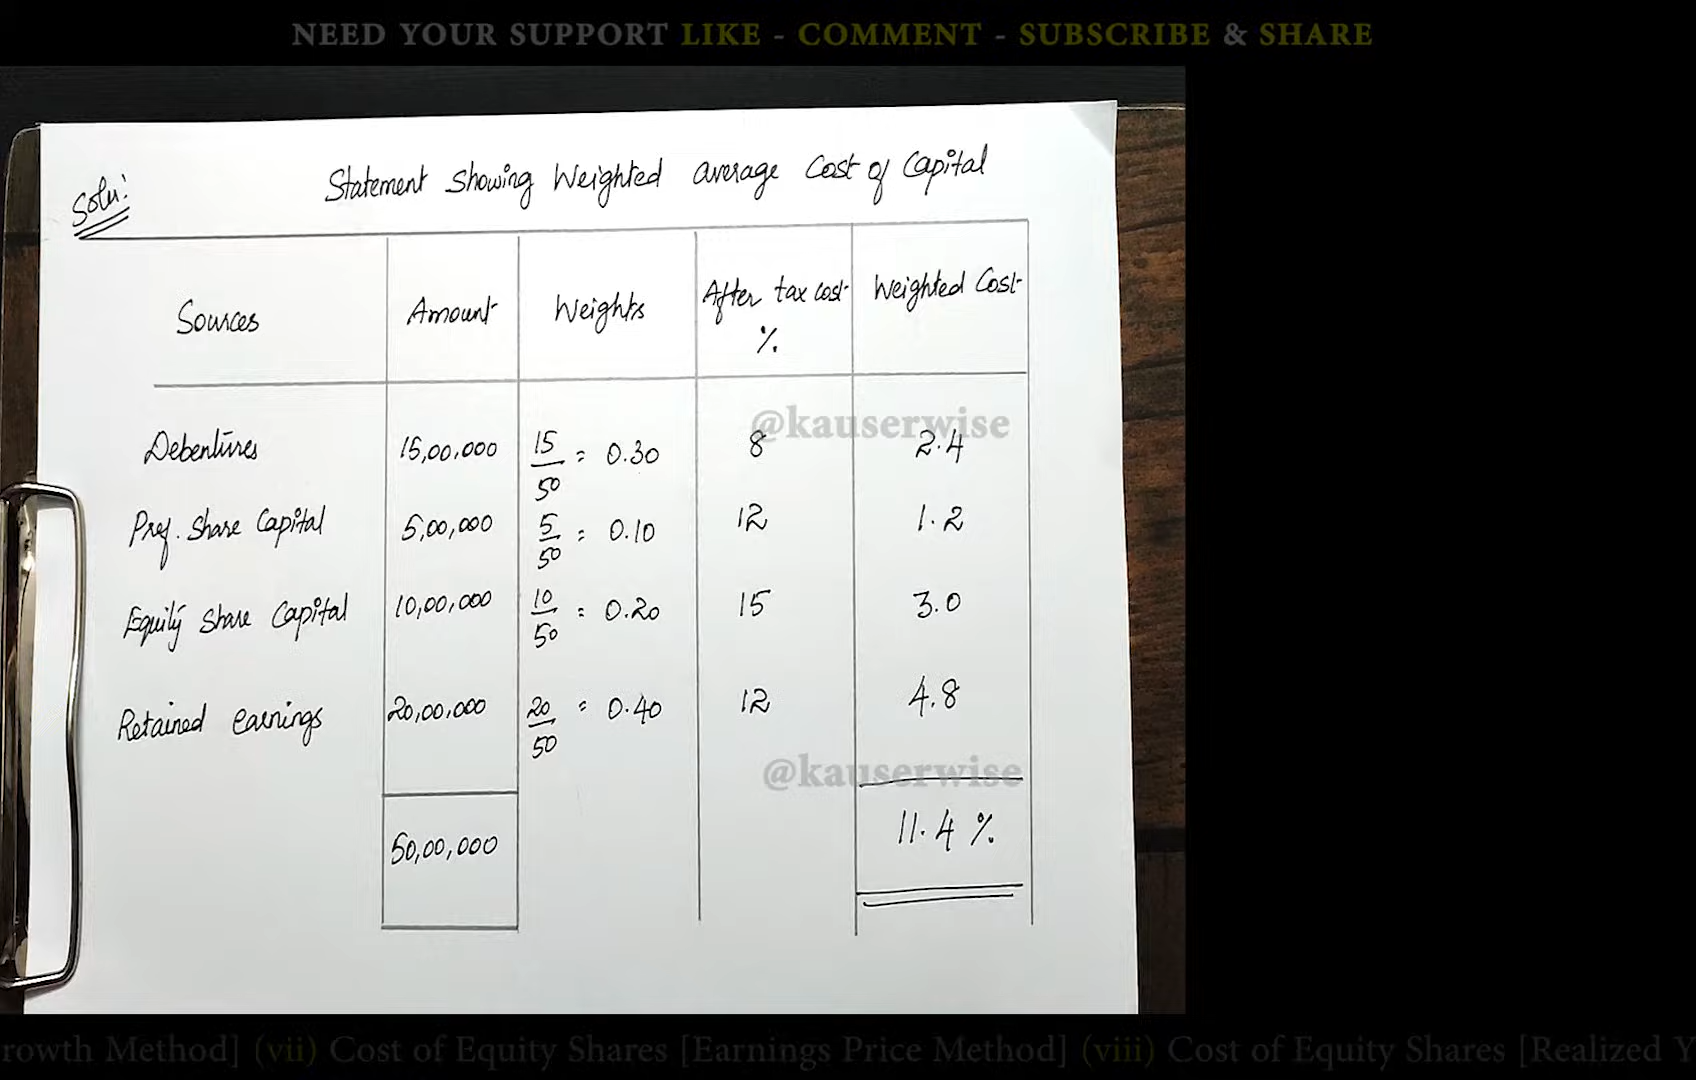 NEED YOUR SUPPORT LIKE - COMMENT - SUBSCRIBE & SHARE
Solu:
Statement Showing Weighted average Cost of Capital
Sources Amount Weights After tax cost % Weighted Cost
@kauserwise
Debentures 15,00,000 15/50 = 0.30 8 2.4
Pref. Share Capital 5,00,000 5/50 = 0.10 12 1.2
Equity Share Capital 10,00,000 10/50 = 0.20 15 3.0
Retained earnings 20,00,000 20/50 = 0.40 12 4.8
@kauserwise
50,00,000 11.4 %
rowth Method] (vii) Cost of Equity Shares [Earnings Price Method] (viii) Cost of Equity Shares [Realized Y